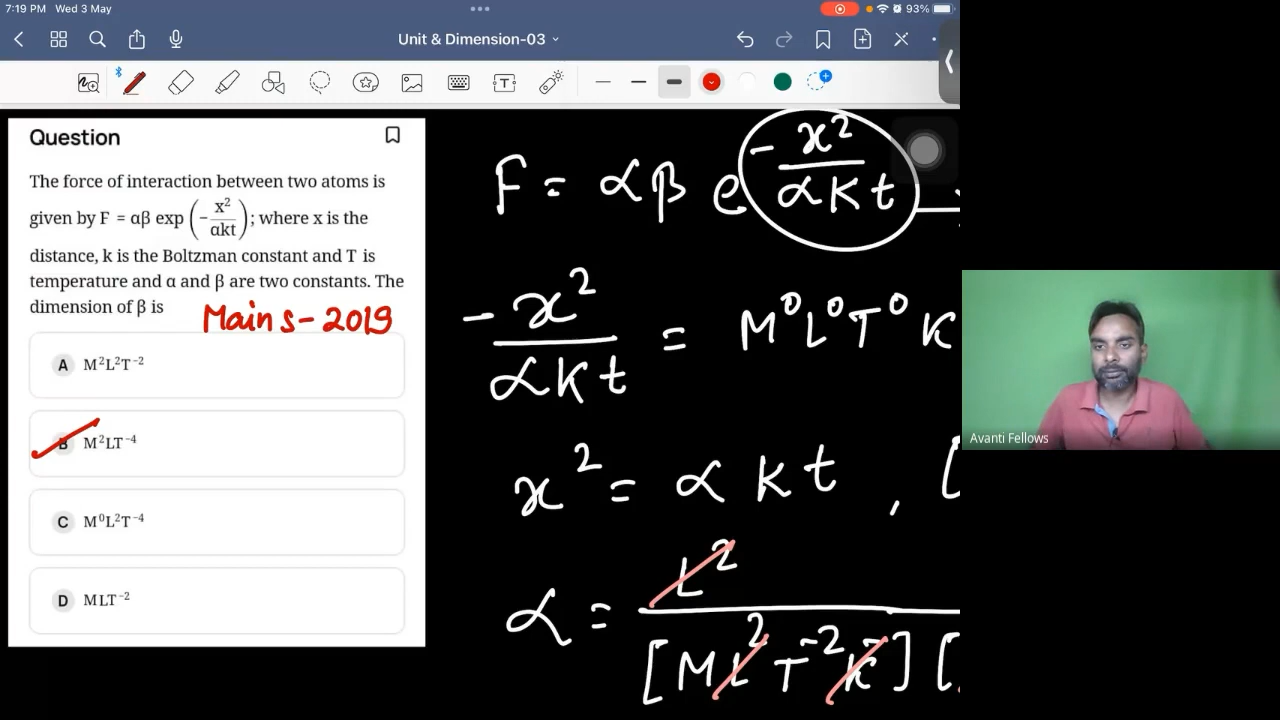 7:19 PM Wed 3 May
93%
Unit & Dimension-03
Question
The force of interaction between two atoms is
given by F = αβ exp (−x²/αkt); where x is the
distance, k is the Boltzman constant and T is
temperature and α and β are two constants. The
dimension of β is
Mains-2019
A M²L²T⁻²
B M²LT⁻⁴
C M⁰L²T⁻⁴
D MLT⁻²
F = αβ e^(−x²/αKt)
−x²/αKt = M⁰L⁰T⁰K
x² = αKt , [
α = L²/[ML²T⁻²K⁻][
Avanti Fellows